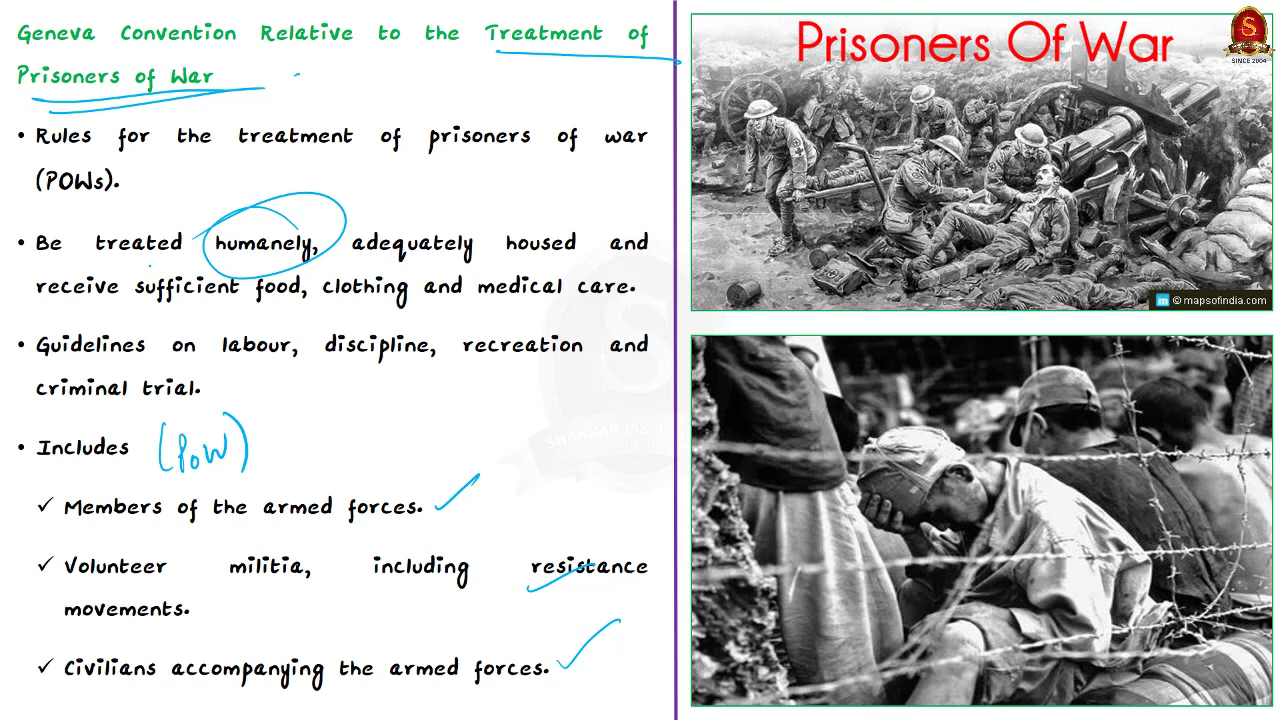 Geneva Convention Relative to the Treatment of
Prisoners of War
• Rules for the treatment of prisoners of war
(POWs).
• Be treated humanely, adequately housed and
receive sufficient food, clothing and medical care.
• Guidelines on labour, discipline, recreation and
criminal trial.
• Includes (PoW)
✓ Members of the armed forces.
✓ Volunteer militia, including resistance
movements.
✓ Civilians accompanying the armed forces.
Prisoners Of War
S
SINCE 2004
m © mapsofindia.com
S
SHANKAR IAS